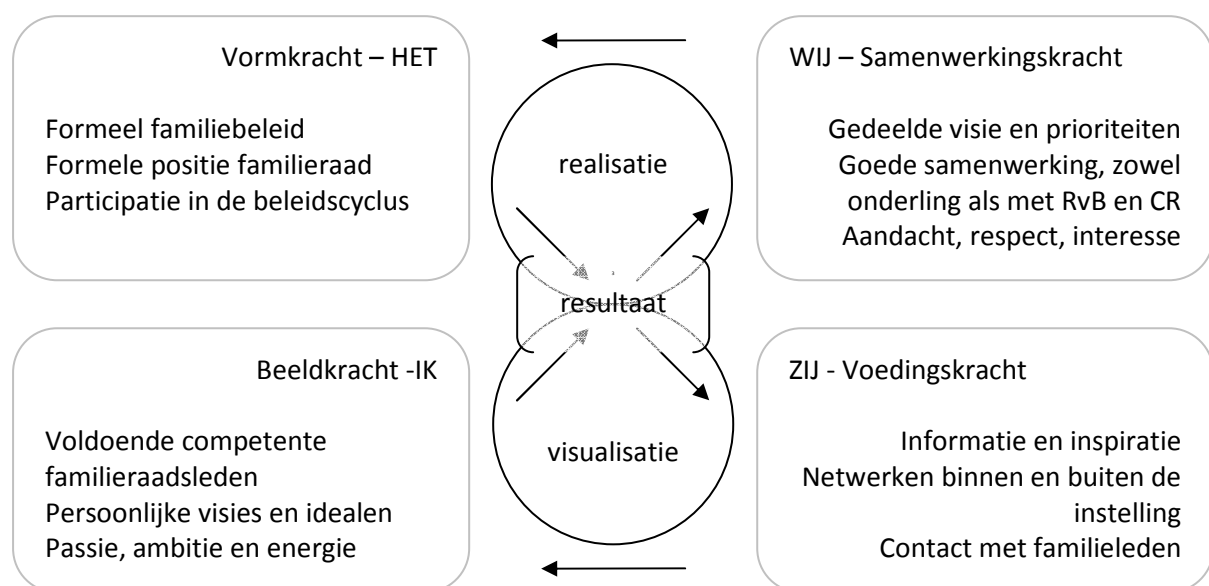 Vormkracht – HET
Formeel familiebeleid
Formele positie familieraad
Participatie in de beleidscyclus
realisatie
WIJ – Samenwerkingskracht
Gedeelde visie en prioriteiten
Goede samenwerking, zowel
onderling als met RvB en CR
Aandacht, respect, interesse
resultaat
Beeldkracht -IK
Voldoende competente
familieraadsleden
Persoonlijke visies en idealen
Passie, ambitie en energie
visualisatie
ZIJ - Voedingskracht
Informatie en inspiratie
Netwerken binnen en buiten de
instelling
Contact met familieleden